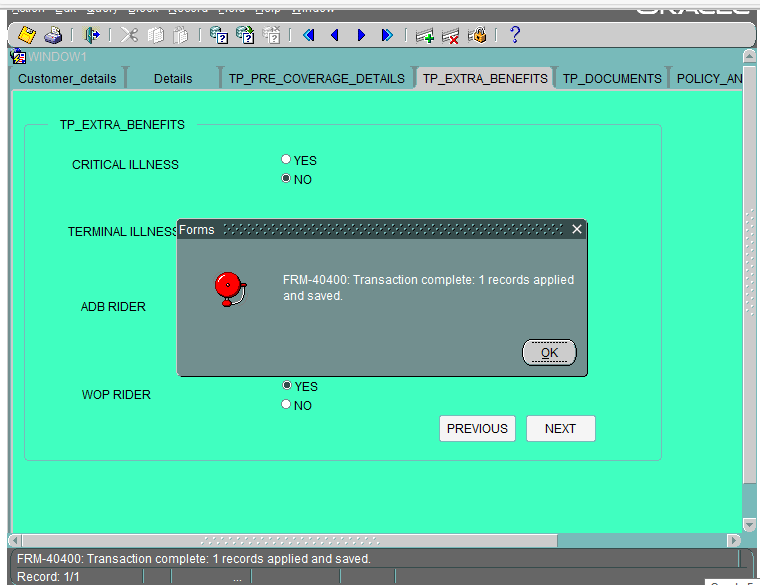 Action Edit Query Block Record Field Help Window
ORACLE
WINDOW1
Customer_details Details TP_PRE_COVERAGE_DETAILS TP_EXTRA_BENEFITS TP_DOCUMENTS POLICY_AN
TP_EXTRA_BENEFITS
CRITICAL ILLNESS
YES
NO
TERMINAL ILLNESS
Forms
FRM-40400: Transaction complete: 1 records applied
and saved.
OK
ADB RIDER
WOP RIDER
YES
NO
PREVIOUS NEXT
FRM-40400: Transaction complete: 1 records applied and saved.
Record: 1/1 ...